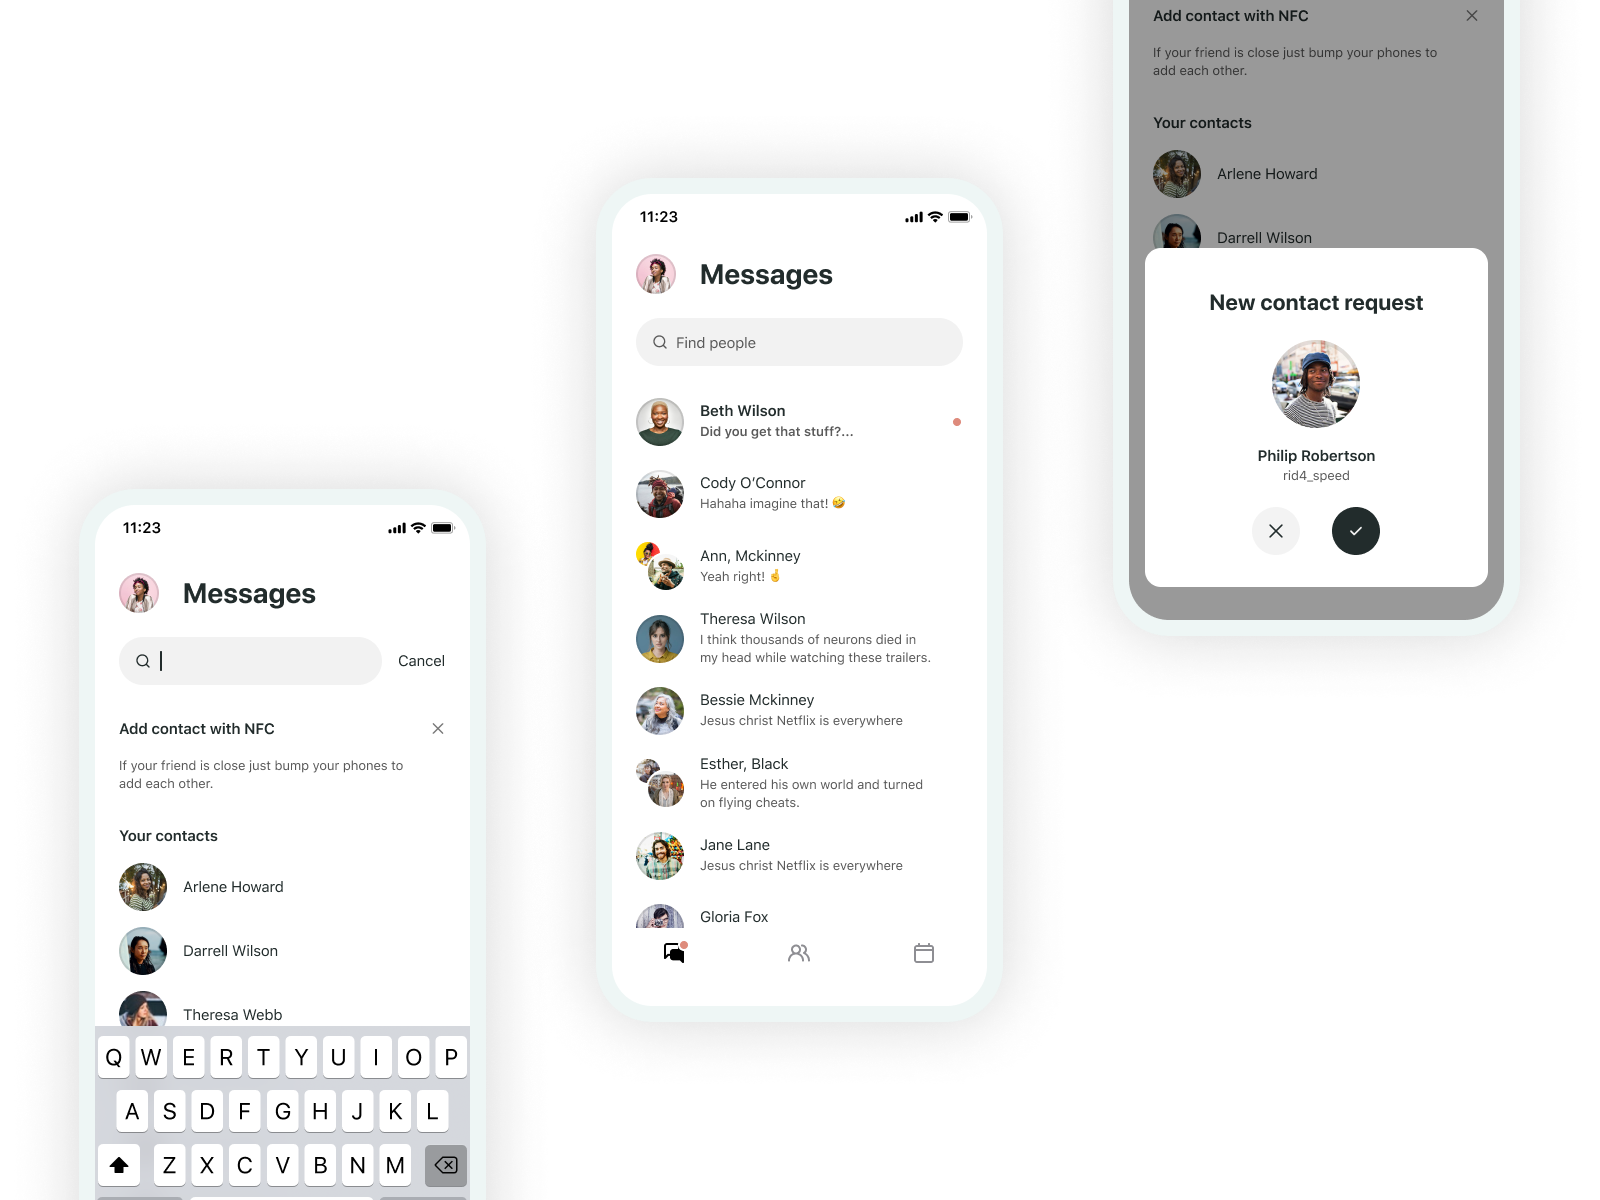 11:23
Messages
Cancel
Add contact with NFC
If your friend is close just bump your phones to
add each other.
Your contacts
Arlene Howard
Darrell Wilson
Theresa Webb
Q W E R T Y U I O P
A S D F G H J K L
Z X C V B N M
11:23
Messages
Find people
Beth Wilson
Did you get that stuff?...
Cody O’Connor
Hahaha imagine that! 🤣
Ann, Mckinney
Yeah right! 🤞
Theresa Wilson
I think thousands of neurons died in
my head while watching these trailers.
Bessie Mckinney
Jesus christ Netflix is everywhere
Esther, Black
He entered his own world and turned
on flying cheats.
Jane Lane
Jesus christ Netflix is everywhere
Gloria Fox
Add contact with NFC
If your friend is close just bump your phones to
add each other.
Your contacts
Arlene Howard
Darrell Wilson
New contact request
Philip Robertson
rid4_speed